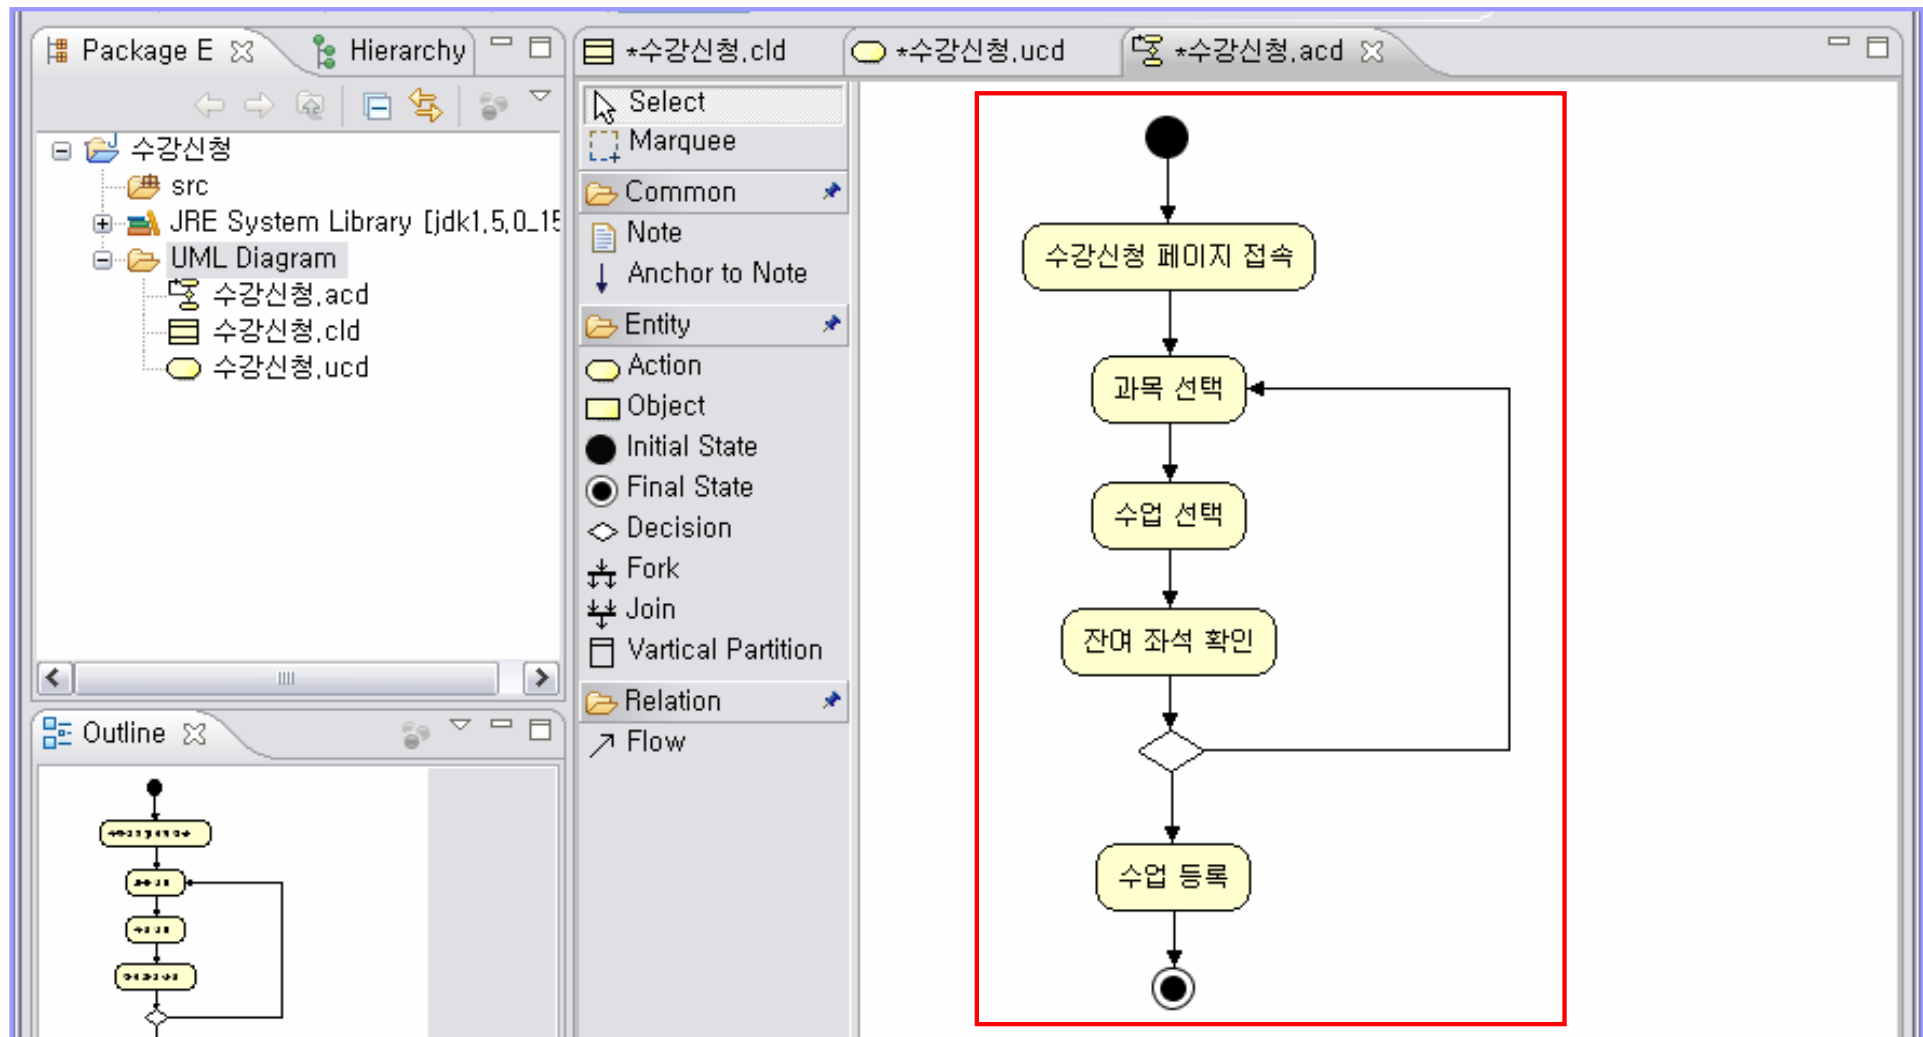 Package E
Hierarchy
수강신청
src
JRE System Library [jdk1,5,0_15
UML Diagram
수강신청,acd
수강신청,cld
수강신청,ucd
Outline
*수강신청,cld
*수강신청,ucd
*수강신청,acd
Select
Marquee
Common
Note
Anchor to Note
Entity
Action
Object
Initial State
Final State
Decision
Fork
Join
Vartical Partition
Relation
Flow
수강신청 페이지 접속
과목 선택
수업 선택
잔여 좌석 확인
수업 등록